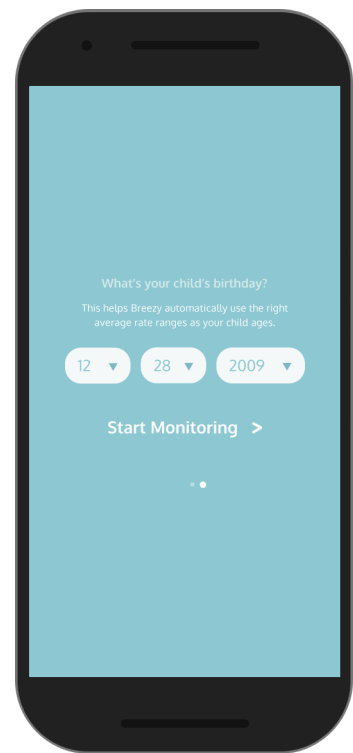 What's your child's birthday?
This helps Breezy automatically use the right
average rate ranges as your child ages.
12 28 2009
Start Monitoring >